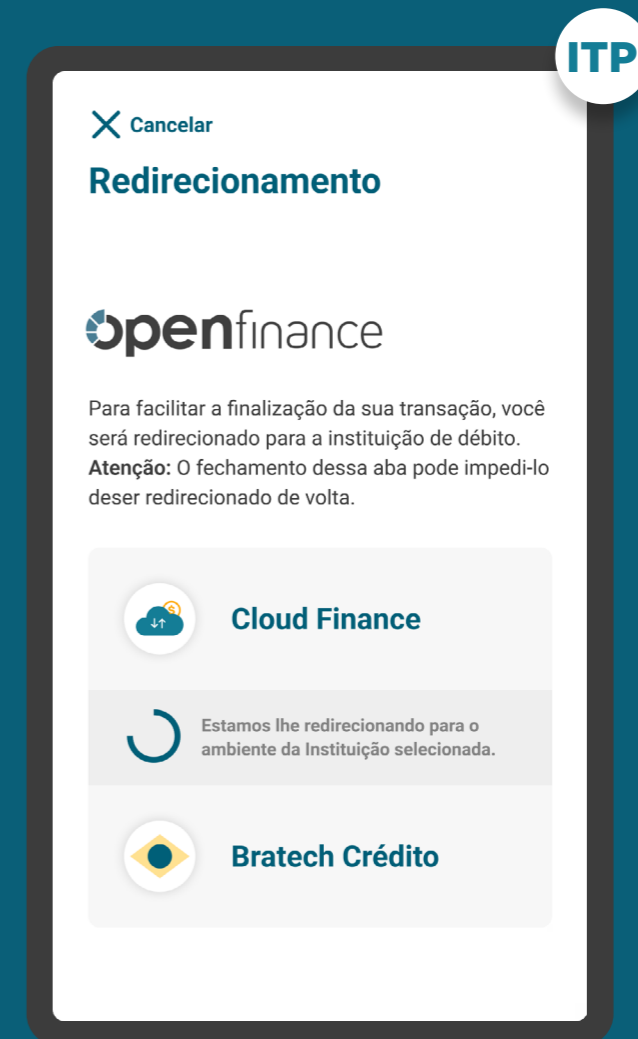 ITP
Cancelar
Redirecionamento
openfinance
Para facilitar a finalização da sua transação, você
será redirecionado para a instituição de débito.
Atenção: O fechamento dessa aba pode impedi-lo
deser redirecionado de volta.
$
Cloud Finance
Estamos lhe redirecionando para o
ambiente da Instituição selecionada.
Bratech Crédito